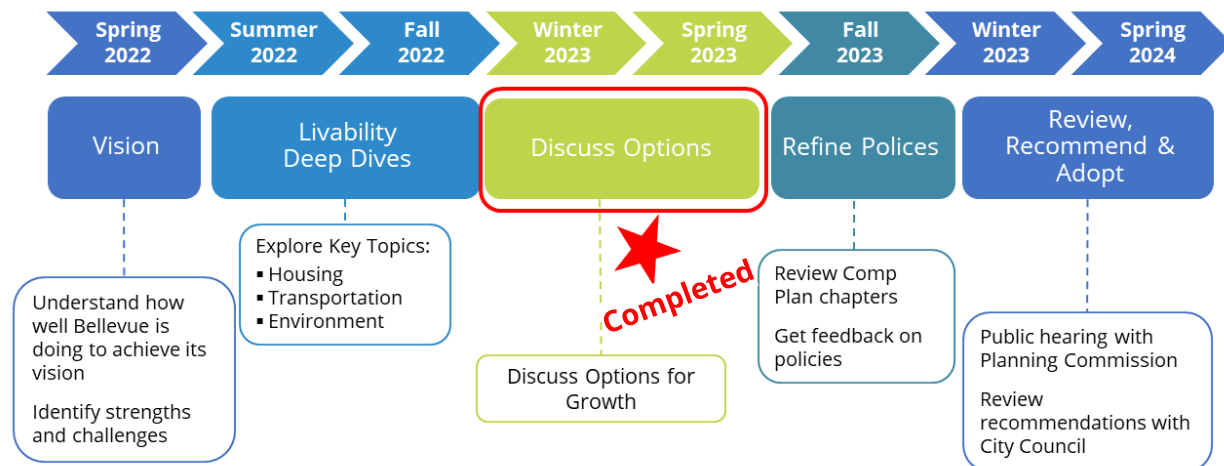 Spring
2022
Summer
2022
Fall
2022
Winter
2023
Spring
2023
Fall
2023
Winter
2023
Spring
2024
Vision
Livability
Deep Dives
Discuss Options
Refine Polices
Review,
Recommend &
Adopt
Understand how
well Bellevue is
doing to achieve its
vision
Identify strengths
and challenges
Explore Key Topics:
▪ Housing
▪ Transportation
▪ Environment
Completed
Discuss Options for
Growth
Review Comp
Plan chapters
Get feedback on
policies
Public hearing with
Planning Commission
Review
recommendations with
City Council